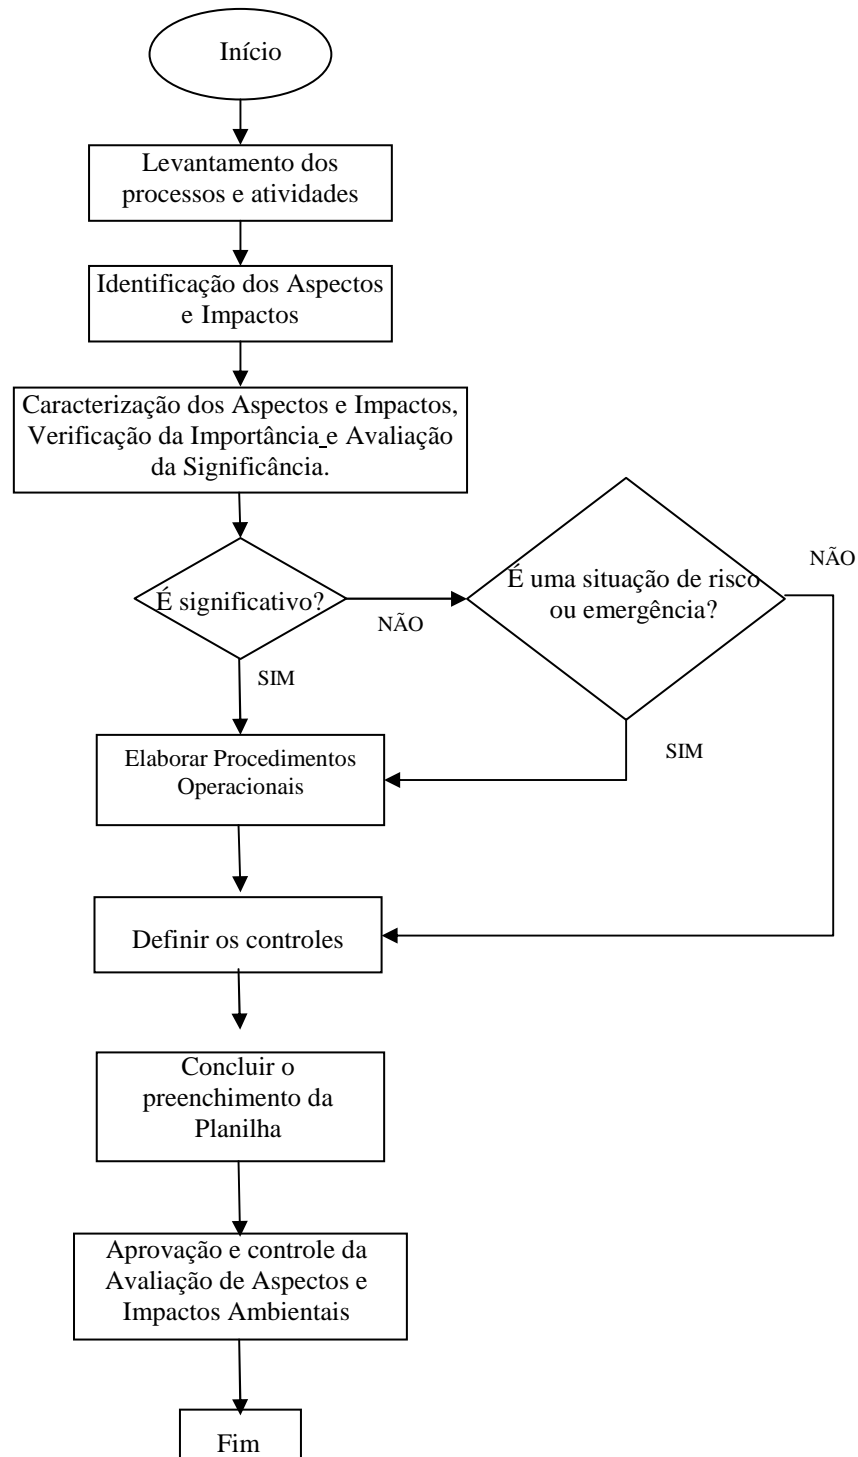 Início
Levantamento dos
processos e atividades
Identificação dos Aspectos
e Impactos
Caracterização dos Aspectos e Impactos,
Verificação da Importância e Avaliação
da Significância.
É significativo?
NÃO
É uma situação de risco
ou emergência?
NÃO
SIM
SIM
Elaborar Procedimentos
Operacionais
Definir os controles
Concluir o
preenchimento da
Planilha
Aprovação e controle da
Avaliação de Aspectos e
Impactos Ambientais
Fim